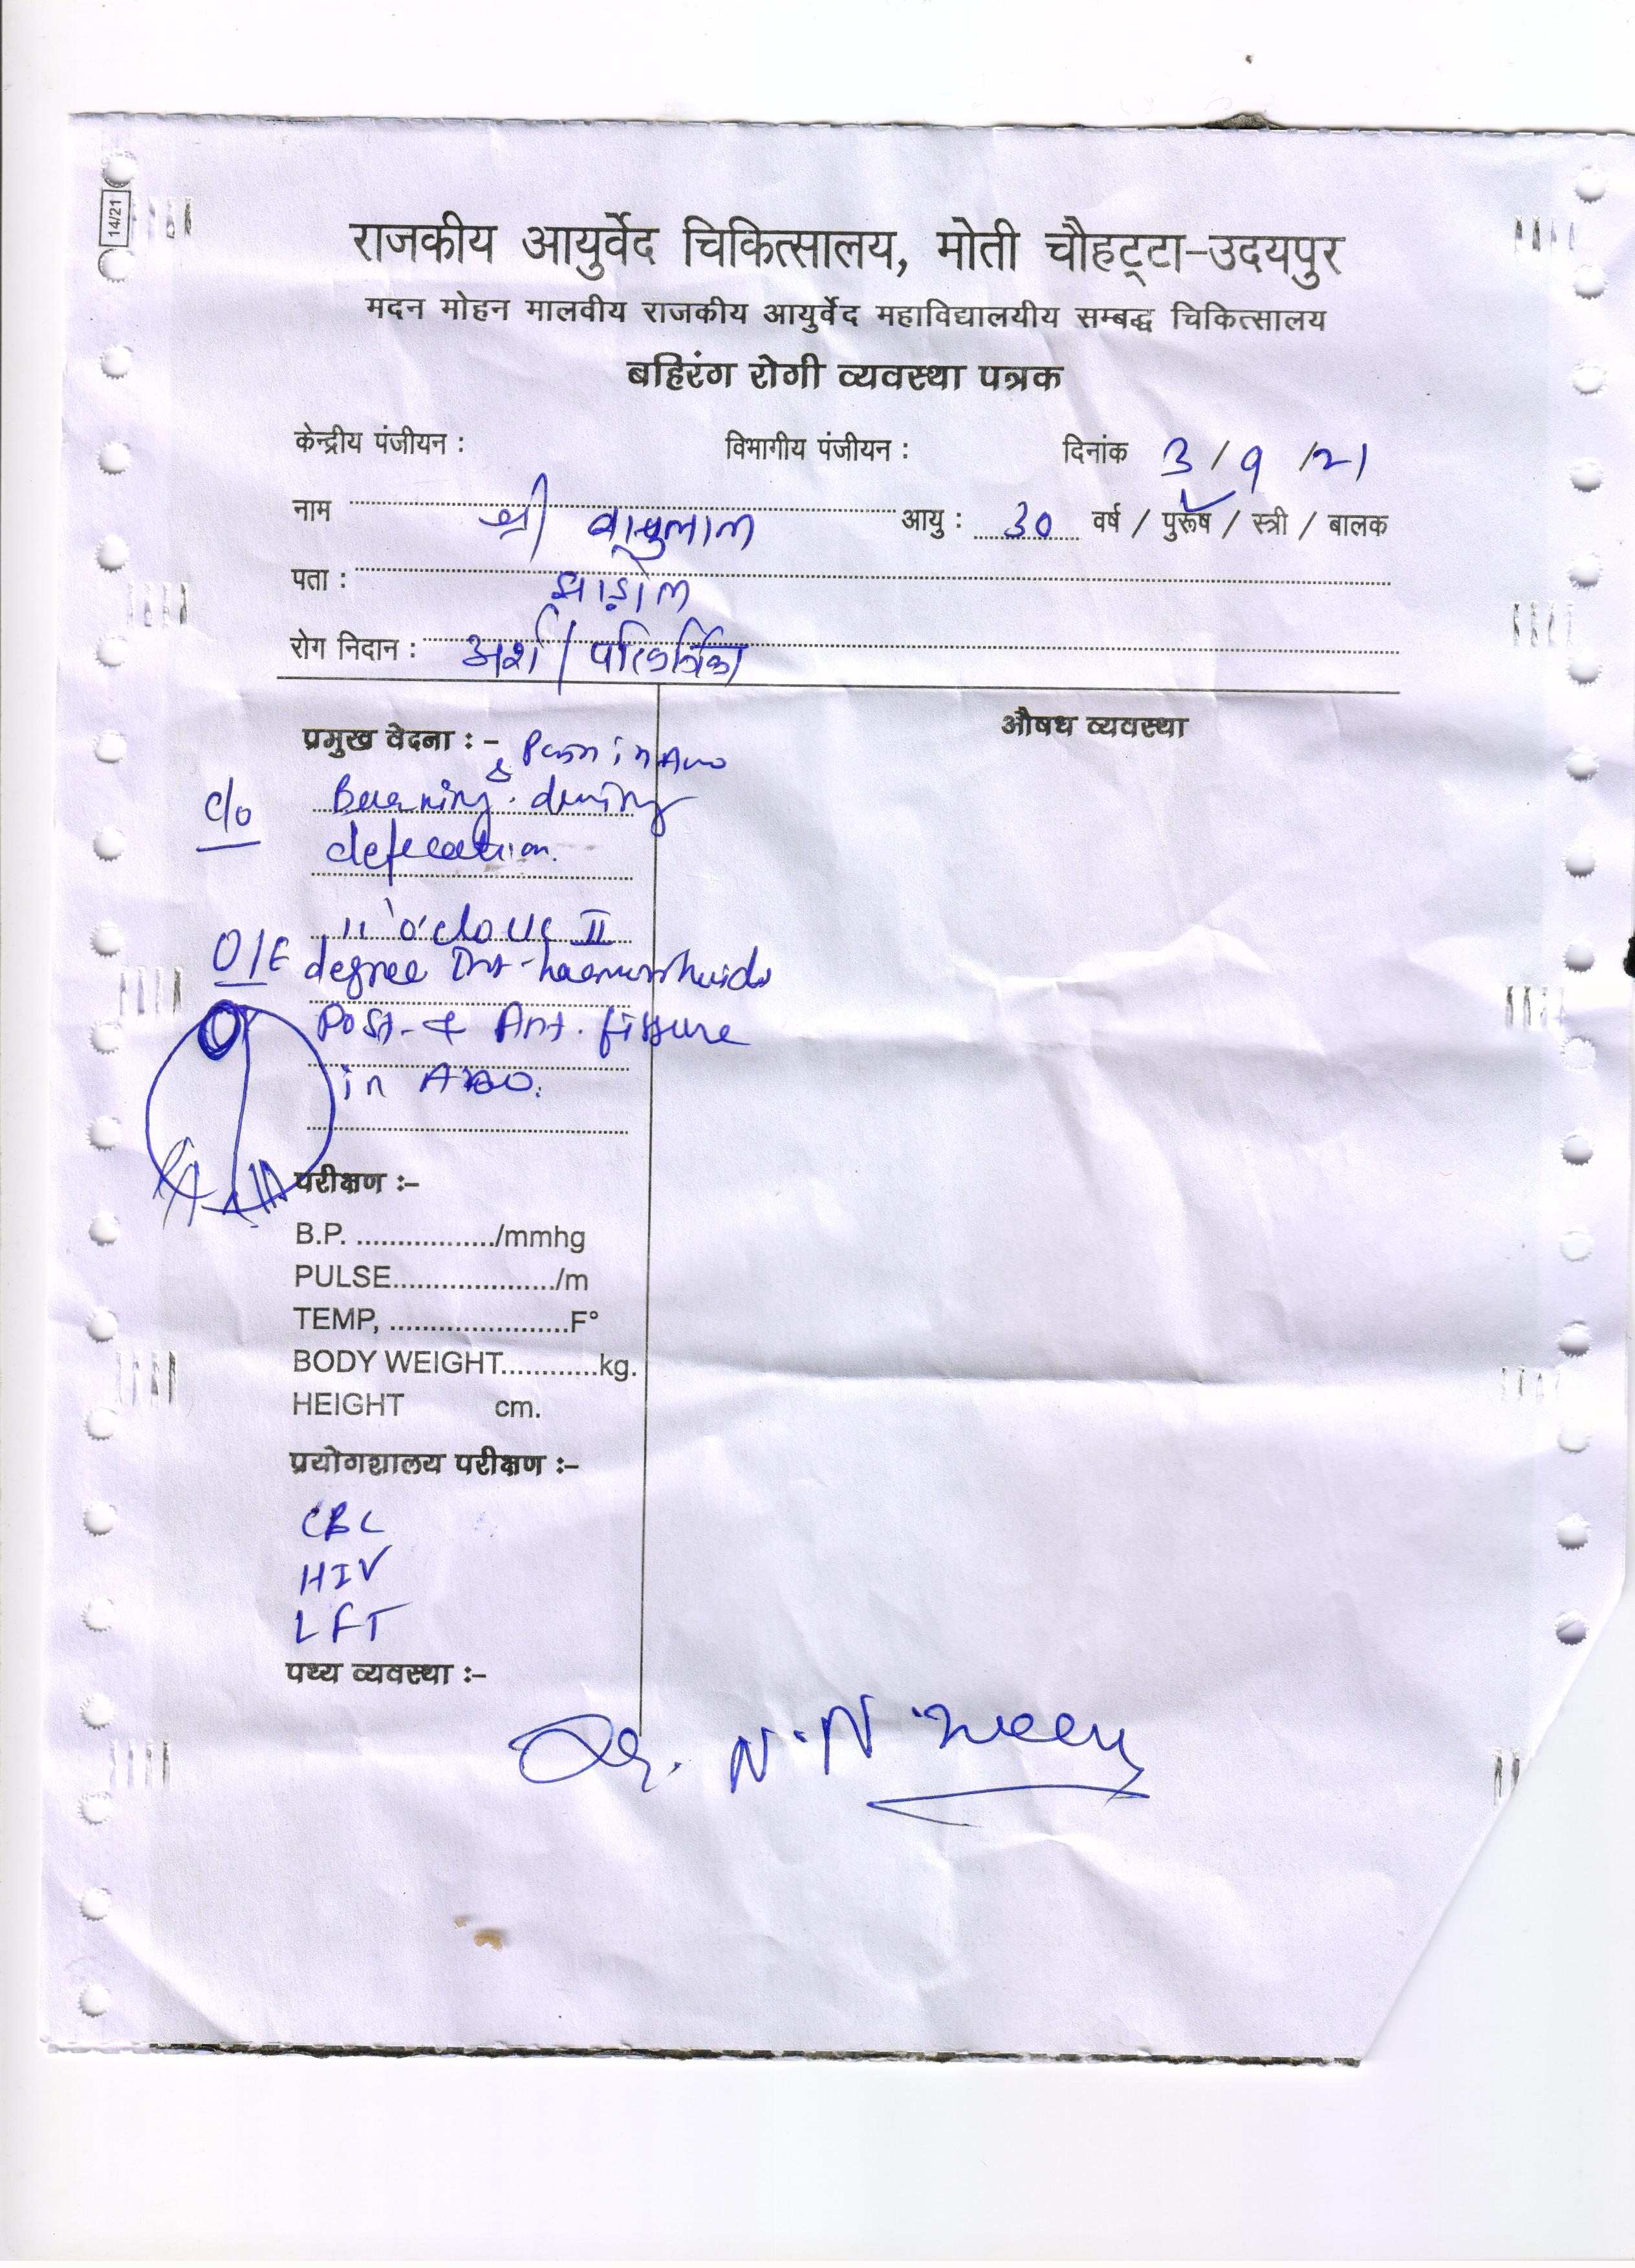 14/21
राजकीय आयुर्वेद चिकित्सालय, मोती चौहट्टा-उदयपुर
मदन मोहन मालवीय राजकीय आयुर्वेद महाविद्यालयीय सम्बद्ध चिकित्सालय
बहिरंग रोगी व्यवस्था पत्रक
केन्द्रीय पंजीयन : विभागीय पंजीयन : दिनांक 3/9/21
नाम श्री आयु : 30 वर्ष / पुरूष / स्त्री / बालक
पता :
रोग निदान : अर्श / परिकर्तिका
औषध व्यवस्था
प्रमुख वेदना :-
& Pain in Ano
c/o Burning during
defecation.
11 o'clock II
O/E degree Int- haemorrhoids
Post- & Ant. fissure
in Ano.
परीक्षण :-
B.P. ................./mmhg
PULSE..................../m
TEMP, ......................F°
BODY WEIGHT............kg.
HEIGHT cm.
प्रयोगशालय परीक्षण :-
CBC
HIV
LFT
पथ्य व्यवस्था :-
Dr. N.N.